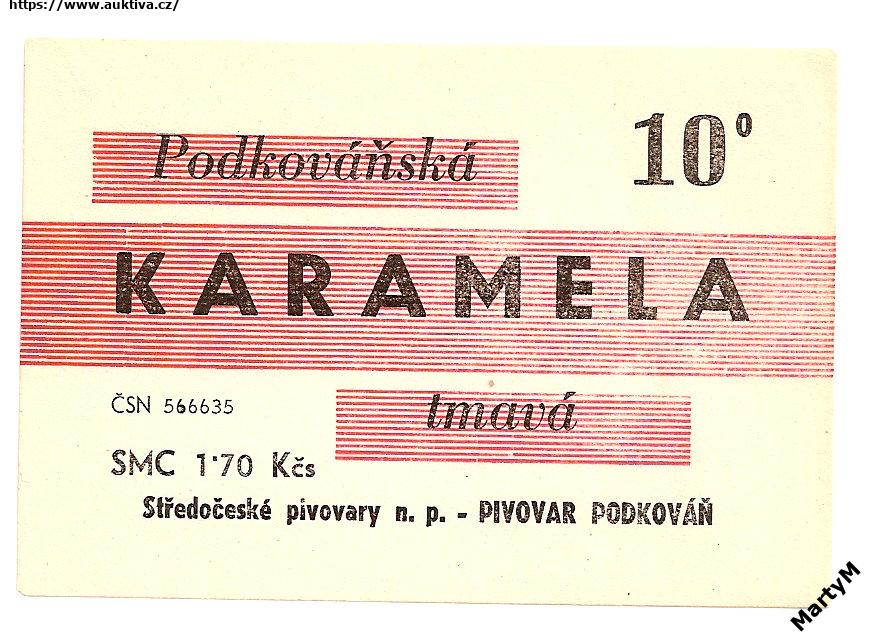 https://www.auktiva.cz/
Podkováňská
10°
KARAMELA
tmavá
ČSN 566635
SMC 1·70 Kčs
Středočeské pivovary n. p. - PIVOVAR PODKOVÁŇ
MartyM